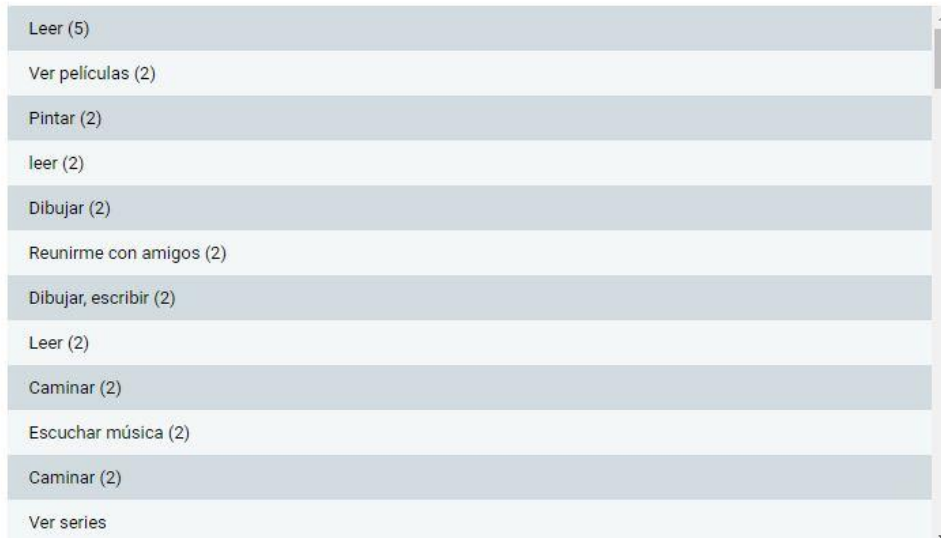 Leer (5)
Ver películas (2)
Pintar (2)
leer (2)
Dibujar (2)
Reunirme con amigos (2)
Dibujar, escribir (2)
Leer (2)
Caminar (2)
Escuchar música (2)
Caminar (2)
Ver series